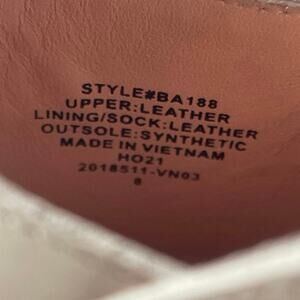 STYLE#BA188
UPPER:LEATHER
LINING/SOCK:LEATHER
OUTSOLE:SYNTHETIC
MADE IN VIETNAM
HO21
2018511-VN03
8